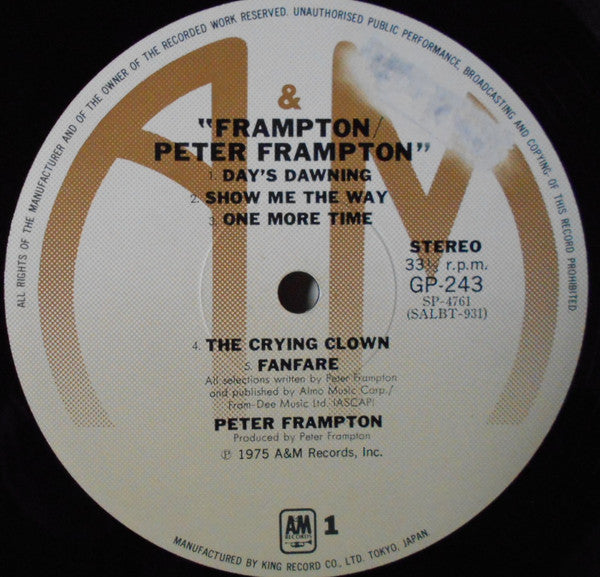 ALL RIGHTS OF THE MANUFACTURER AND OF THE OWNER OF THE RECORDED WORK RESERVED. UNAUTHORISED PUBLIC PERFORMANCE, BROADCASTING AND COPYING OF THIS RECORD PROHIBITED.
&
"FRAMPTON/
PETER FRAMPTON"
1. DAY'S DAWNING
2. SHOW ME THE WAY
3. ONE MORE TIME
STEREO
33⅓ r.p.m.
GP-243
SP-4761
(SALBT-931)
4. THE CRYING CLOWN
5. FANFARE
All selections written by Peter Frampton
and published by Almo Music Corp./
Fram-Dee Music Ltd. (ASCAP)
PETER FRAMPTON
Produced by Peter Frampton
℗ 1975 A&M Records, Inc.
A&M
RECORDS
1
MANUFACTURED BY KING RECORD CO., LTD. TOKYO, JAPAN.